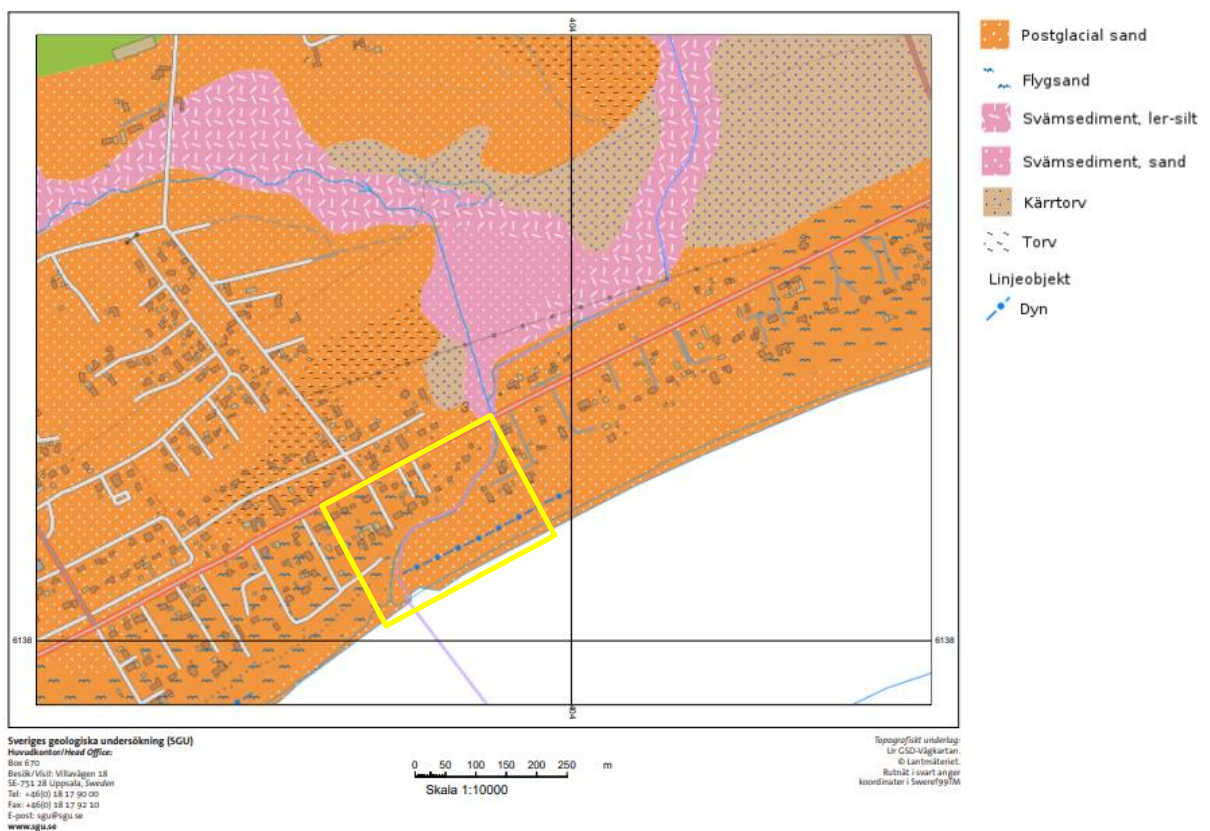 404
Postglacial sand
Flygsand
Svämsediment, ler-silt
Svämsediment, sand
Kärrtorv
Torv
Linjeobjekt
Dyn
3
6138
6138
404
Sveriges geologiska undersökning (SGU)
Huvudkontor/Head Office:
Box 670
Besök/Visit: Villavägen 18
SE-751 28 Uppsala, Sweden
Tel: +46(0) 18 17 90 00
Fax: +46(0) 18 17 92 10
E-post: sgu@sgu.se
www.sgu.se
0 50 100 150 200 250 m
Skala 1:10000
Topografiskt underlag:
Ur GSD-Vägkartan.
© Lantmäteriet.
Rutnät i svart anger
koordinater i Sweref99TM